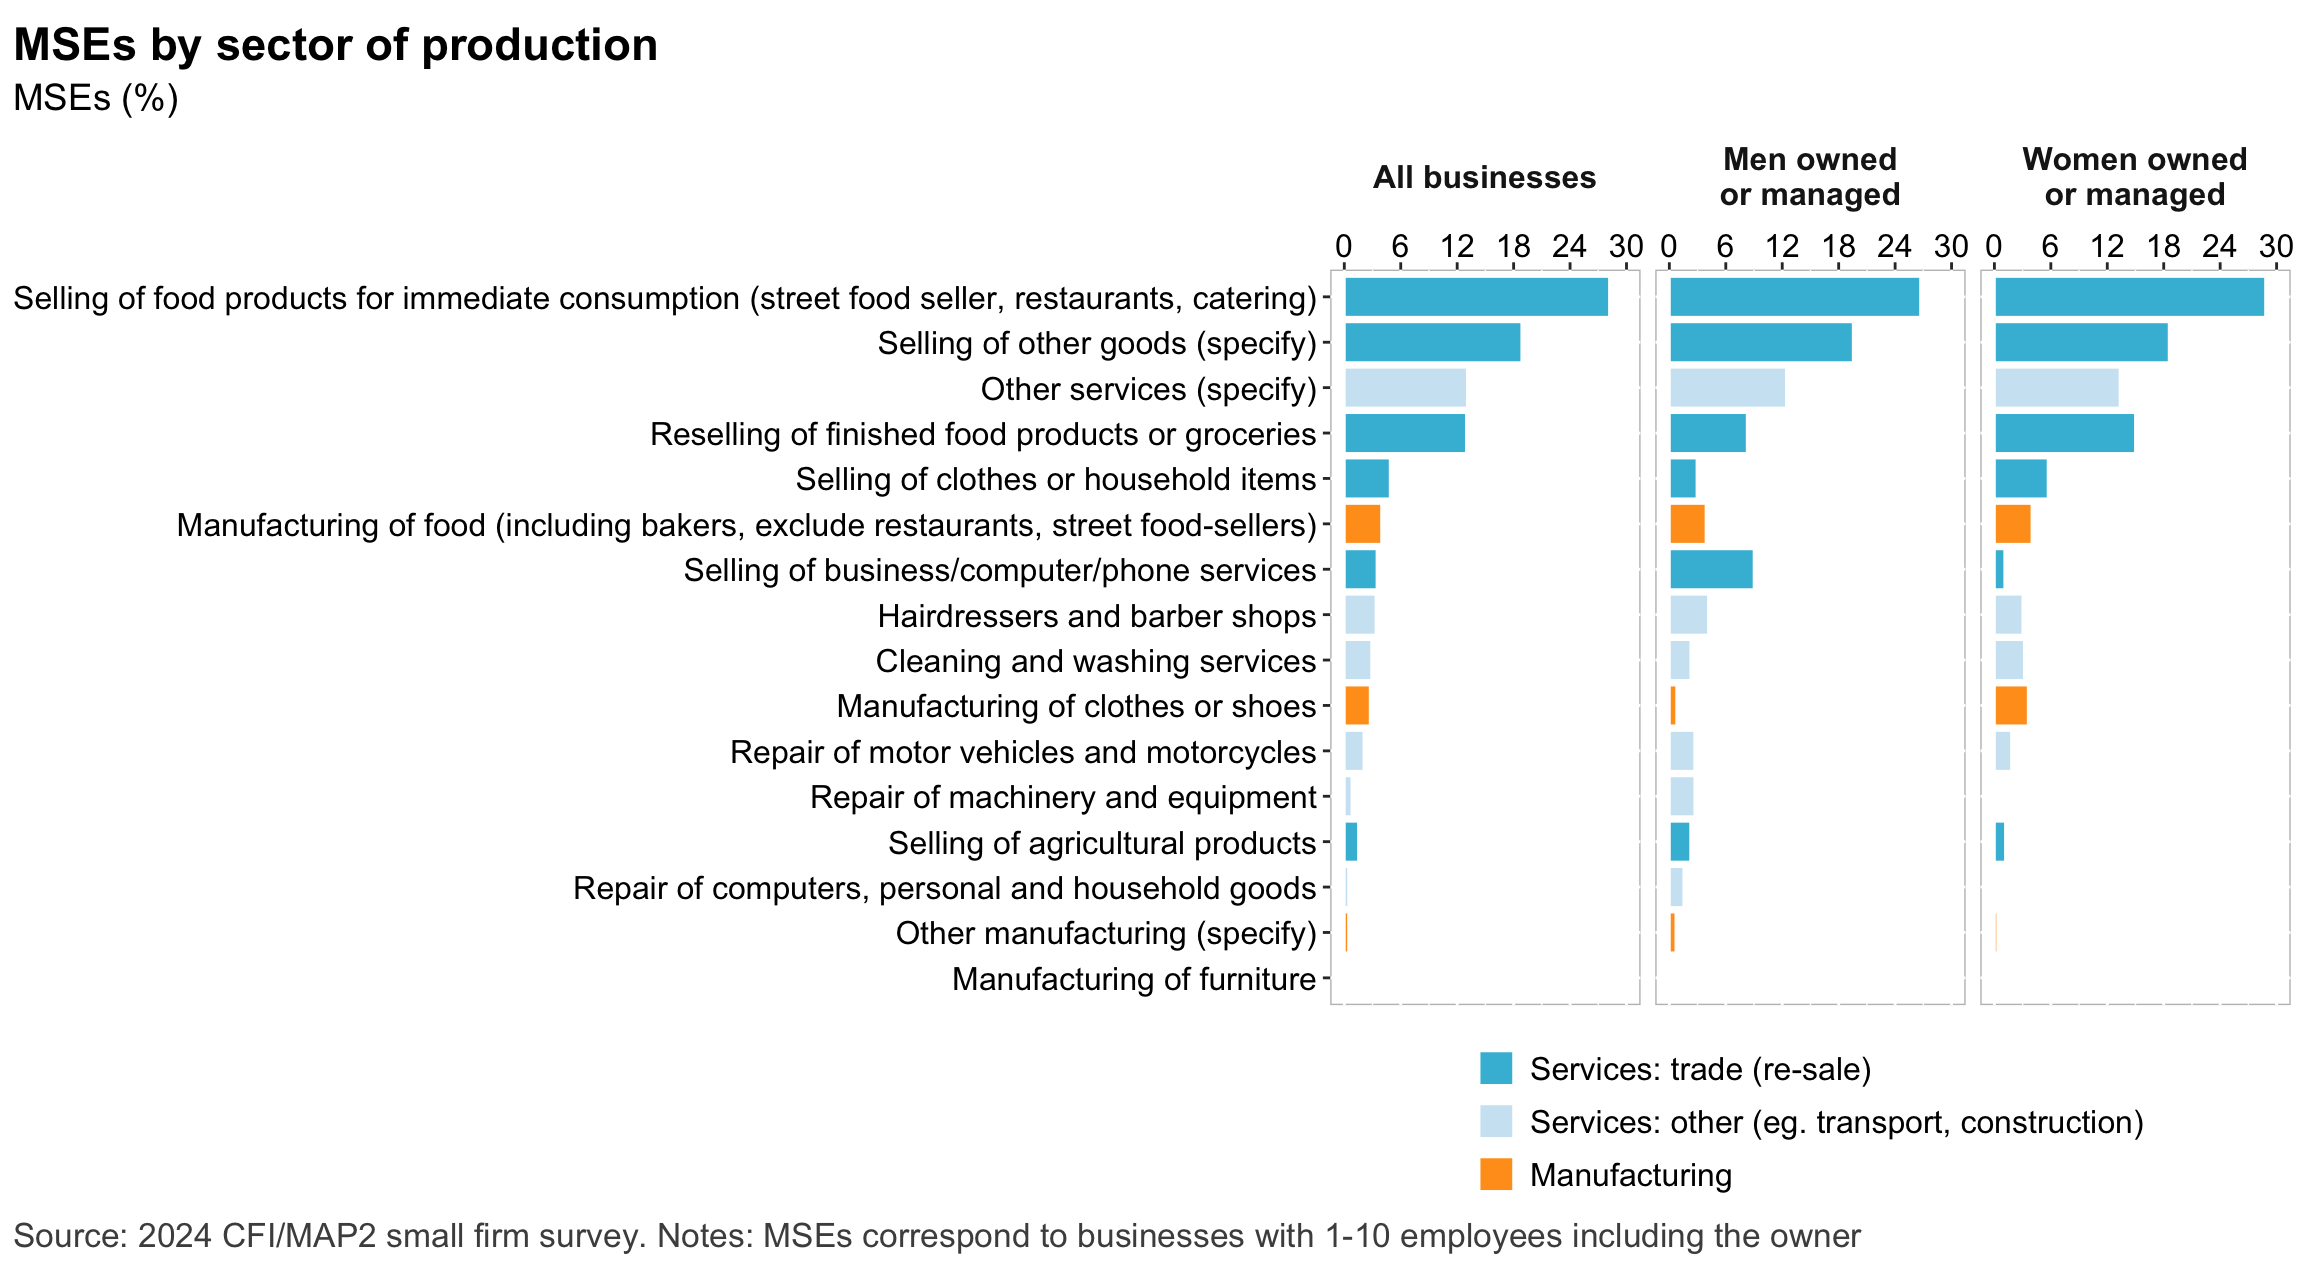 MSEs by sector of production
MSEs (%)
All businesses
Men owned
or managed
Women owned
or managed
0 6 12 18 24 30
0 6 12 18 24 30
0 6 12 18 24 30
Selling of food products for immediate consumption (street food seller, restaurants, catering)
Selling of other goods (specify)
Other services (specify)
Reselling of finished food products or groceries
Selling of clothes or household items
Manufacturing of food (including bakers, exclude restaurants, street food-sellers)
Selling of business/computer/phone services
Hairdressers and barber shops
Cleaning and washing services
Manufacturing of clothes or shoes
Repair of motor vehicles and motorcycles
Repair of machinery and equipment
Selling of agricultural products
Repair of computers, personal and household goods
Other manufacturing (specify)
Manufacturing of furniture
Services: trade (re-sale)
Services: other (eg. transport, construction)
Manufacturing
Source: 2024 CFI/MAP2 small firm survey. Notes: MSEs correspond to businesses with 1-10 employees including the owner